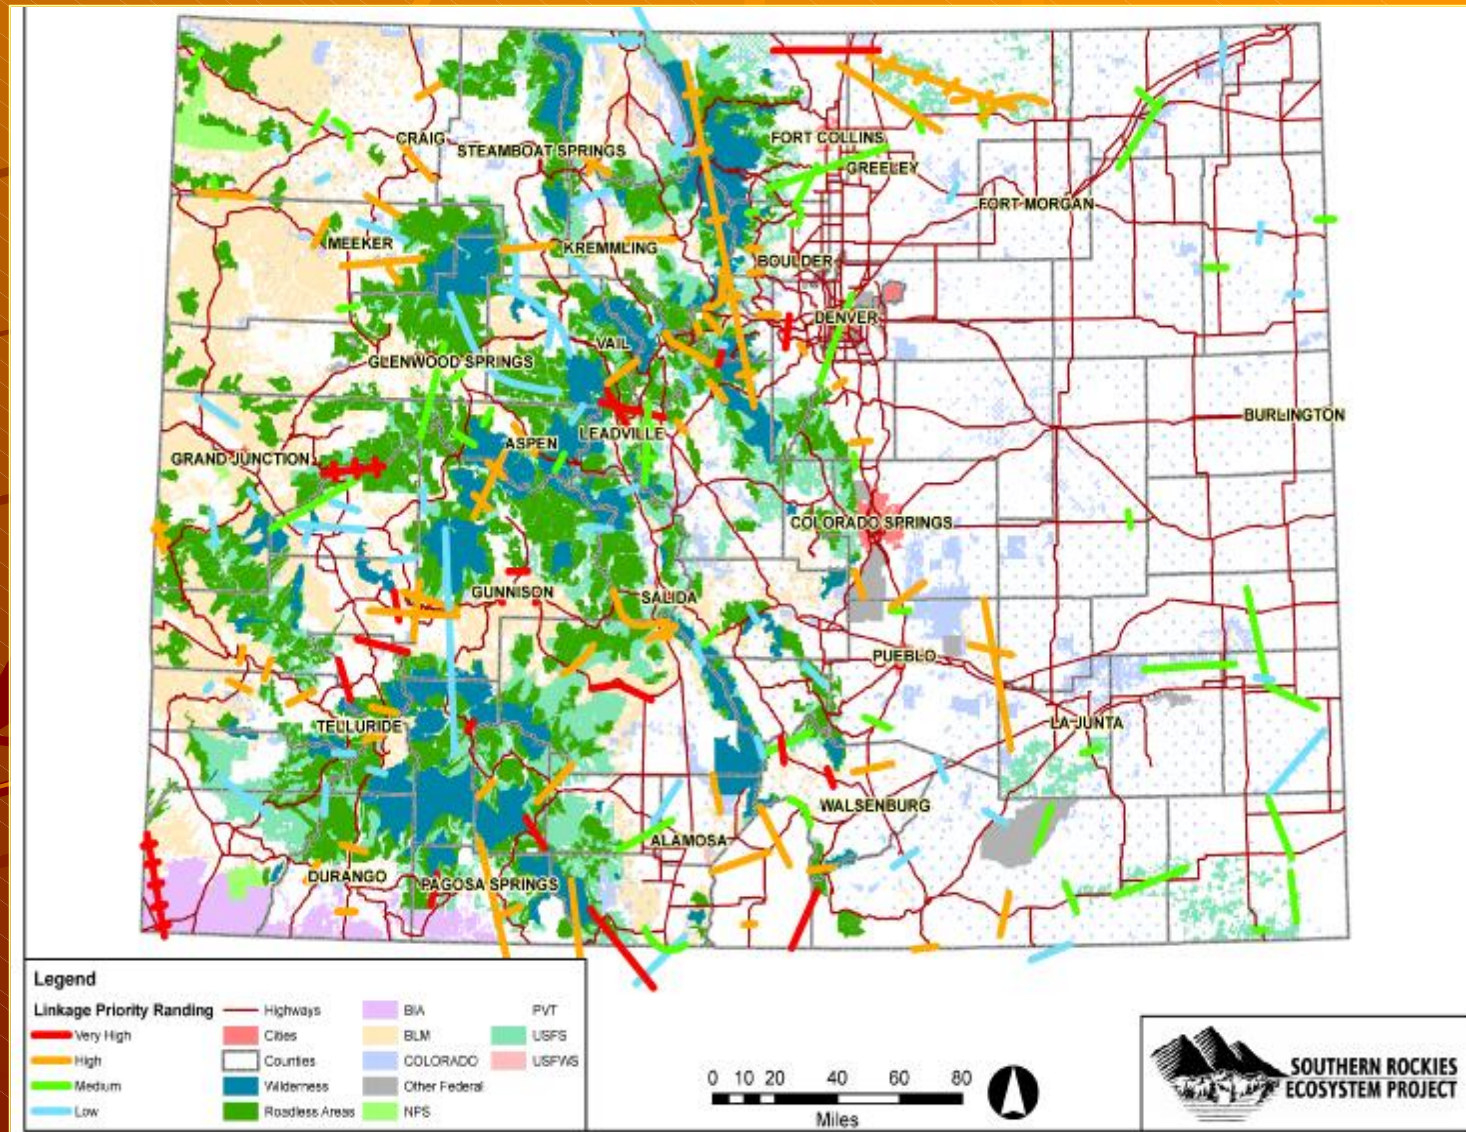 CRAIG
STEAMBOAT SPRINGS
FORT COLLINS
GREELEY
FORT MORGAN
MEEKER
KREMMLING
BOULDER
DENVER
VAIL
GLENWOOD SPRINGS
BURLINGTON
LEADVILLE
ASPEN
GRAND JUNCTION
COLORADO SPRINGS
GUNNISON
SALIDA
PUEBLO
TELLURIDE
LA JUNTA
WALSENBURG
ALAMOSA
DURANGO
PAGOSA SPRINGS
Legend
Linkage Priority Randing
Very High
High
Medium
Low
Highways
Cities
Counties
Wilderness
Roadless Areas
BIA
BLM
COLORADO
Other Federal
NPS
PVT
USFS
USFWS
0 10 20 40 60 80
Miles
SOUTHERN ROCKIES
ECOSYSTEM PROJECT